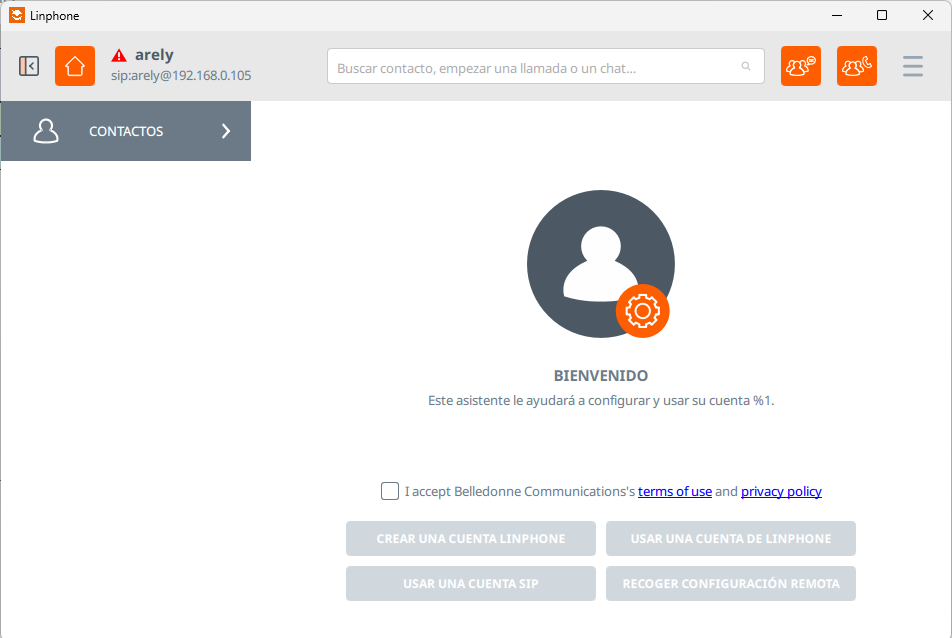 Linphone
arely
sip:arely@192.168.0.105
Buscar contacto, empezar una llamada o un chat...
CONTACTOS
BIENVENIDO
Este asistente le ayudará a configurar y usar su cuenta %1.
I accept Belledonne Communications's terms of use and privacy policy
CREAR UNA CUENTA LINPHONE
USAR UNA CUENTA DE LINPHONE
USAR UNA CUENTA SIP
RECOGER CONFIGURACIÓN REMOTA